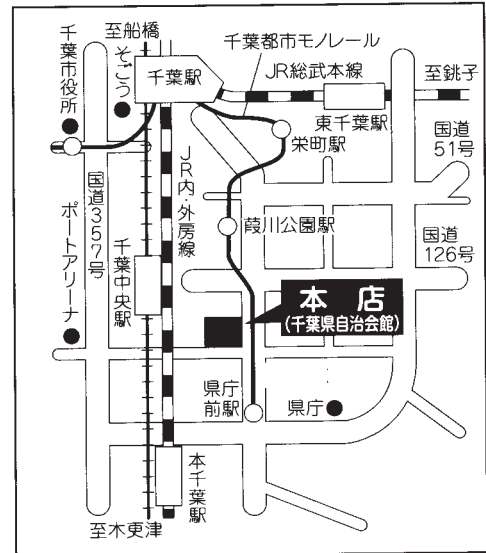 至船橋
千葉市役所
そごう
千葉駅
千葉都市モノレール
JR総武本線
至銚子
東千葉駅
栄町駅
国道
51号
JR内・外房線
国道357号
ポートアリーナ
千葉中央駅
葭川公園駅
国道
126号
本店
(千葉県自治会館)
県庁
前駅
県庁
本千葉駅
至木更津